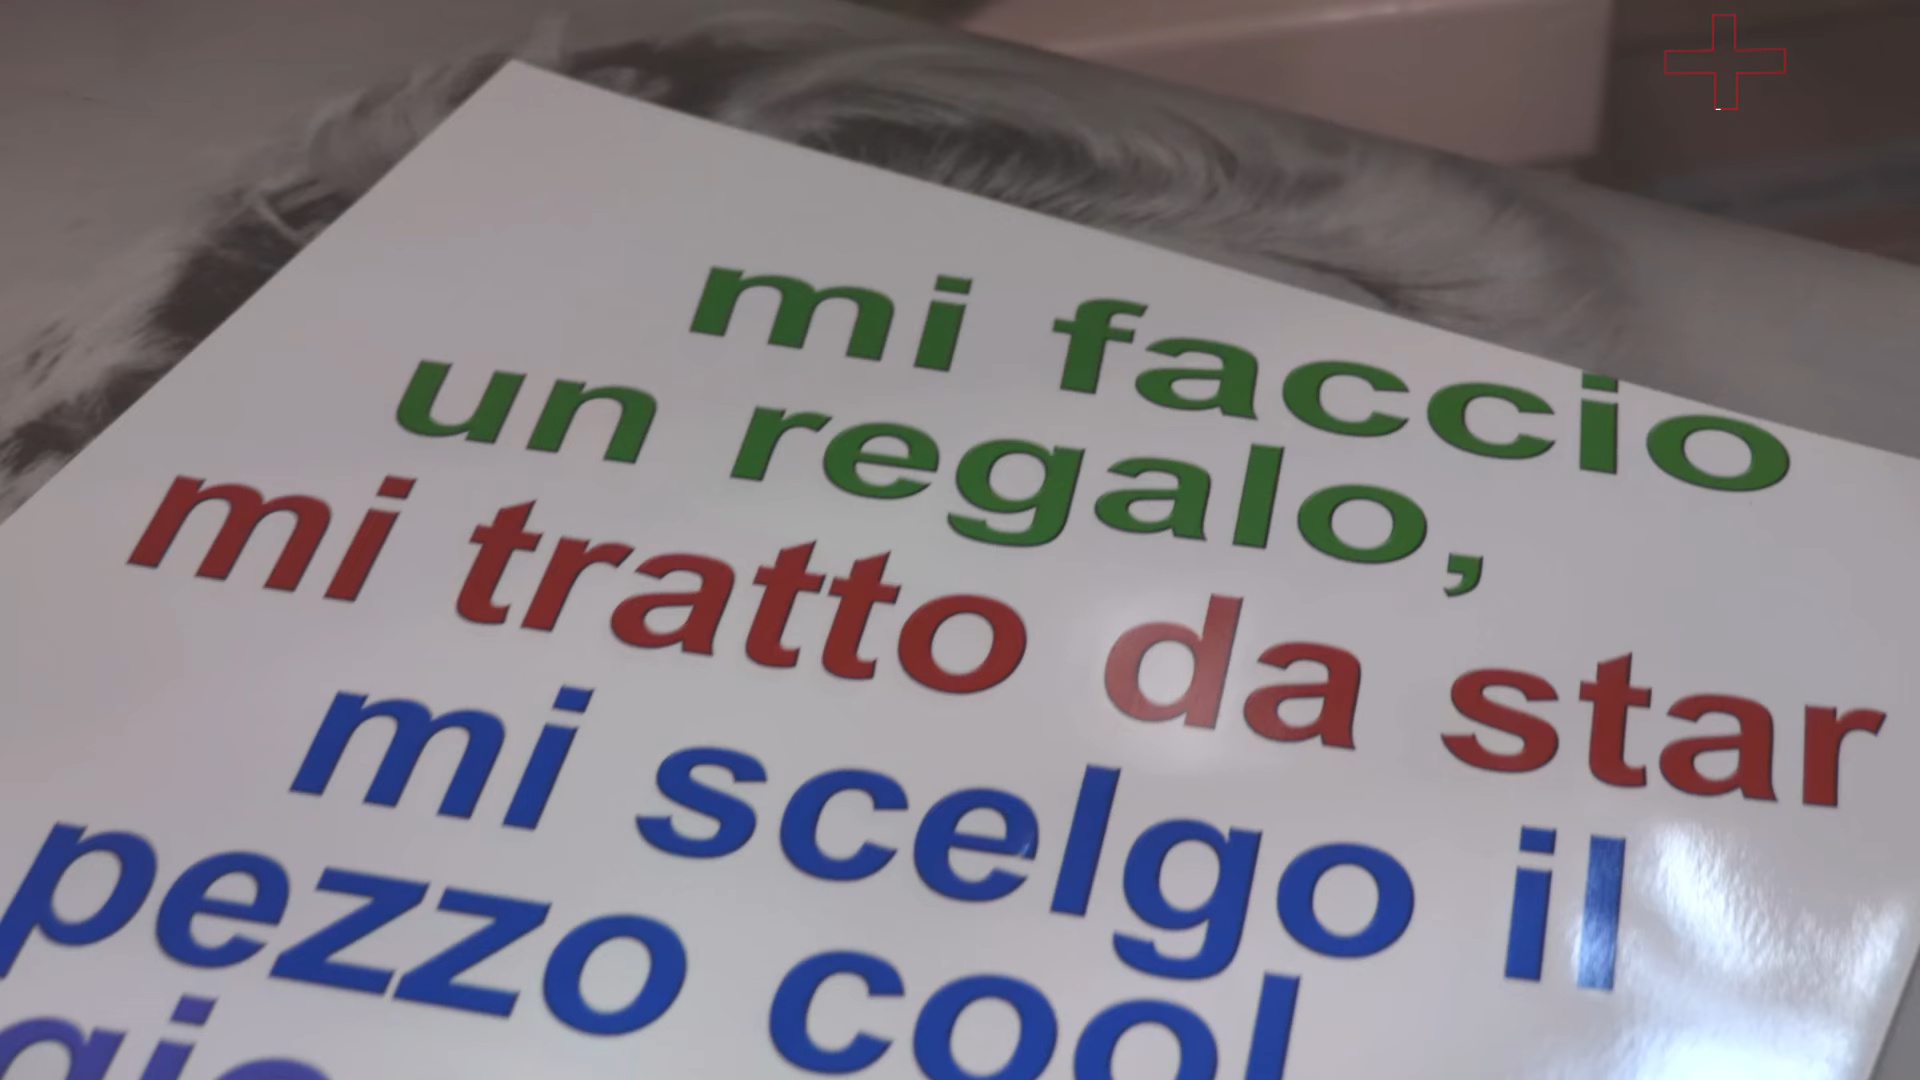 mi faccio
un regalo,
mi tratto da star
mi scelgo il
pezzo cool